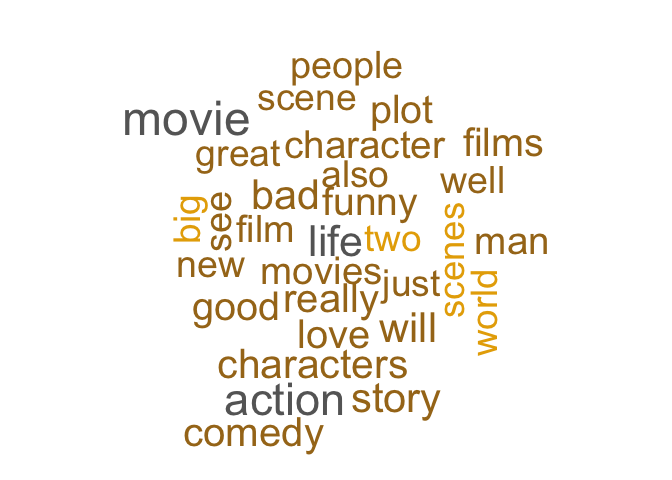 people
scene
plot
movie
great character films
also
well
bad funny
big see film life two scenes man
new movies just
good really world
love will
characters
action story
comedy